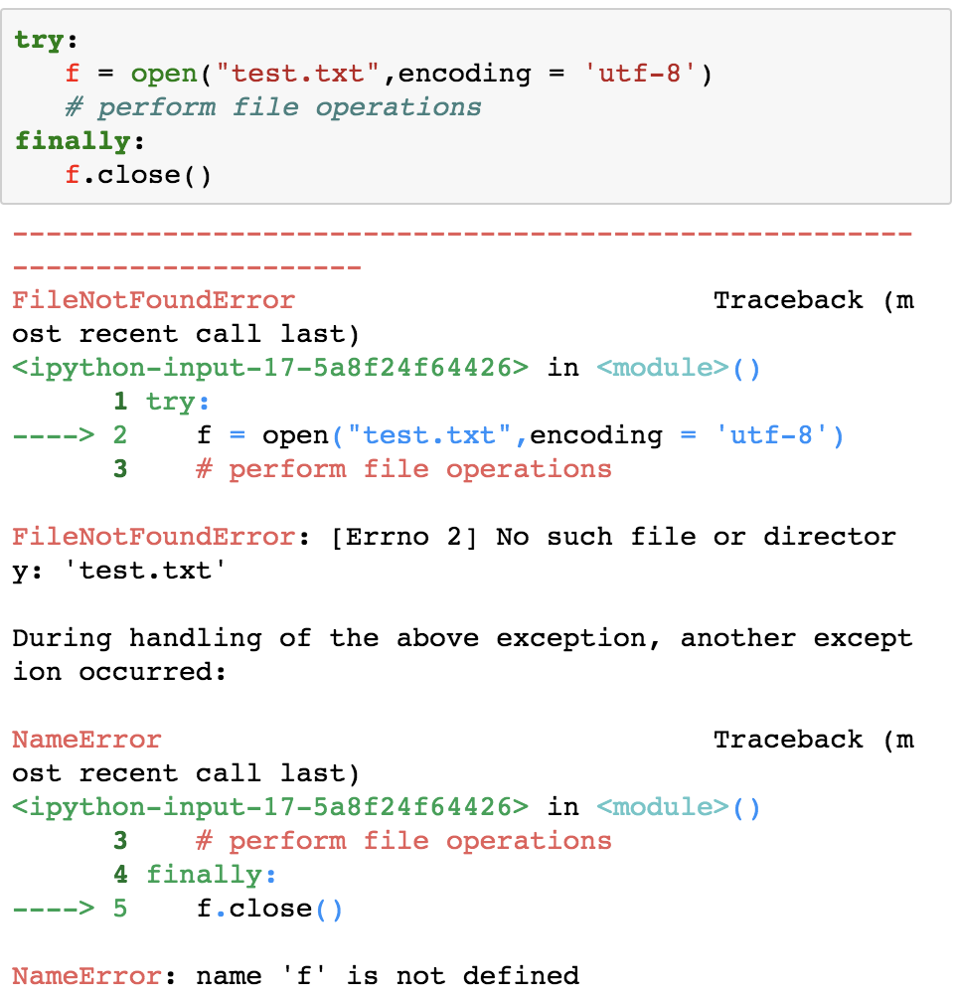 try:
   f = open("test.txt",encoding = 'utf-8')
   # perform file operations
finally:
   f.close()
------------------------------------------------------
---------------------
FileNotFoundError                         Traceback (m
ost recent call last)
<ipython-input-17-5a8f24f64426> in <module>()
      1 try:
----> 2    f = open("test.txt",encoding = 'utf-8')
      3    # perform file operations

FileNotFoundError: [Errno 2] No such file or director
y: 'test.txt'

During handling of the above exception, another except
ion occurred:

NameError                                 Traceback (m
ost recent call last)
<ipython-input-17-5a8f24f64426> in <module>()
      3    # perform file operations
      4 finally:
----> 5    f.close()

NameError: name 'f' is not defined